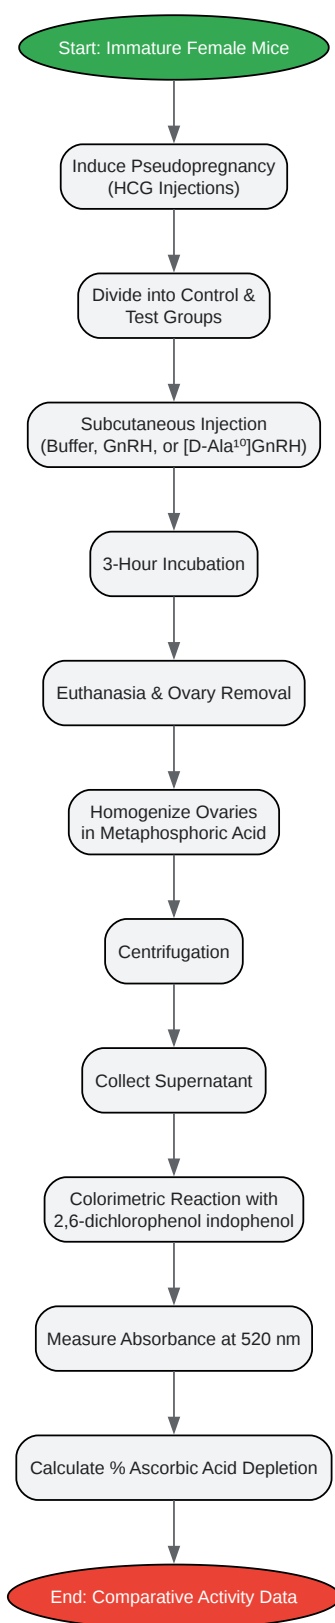 Start: Immature Female Mice
Induce Pseudopregnancy
(HCG Injections)
Divide into Control &
Test Groups
Subcutaneous Injection
(Buffer, GnRH, or [D-Ala¹⁰]GnRH)
3-Hour Incubation
Euthanasia & Ovary Removal
Homogenize Ovaries
in Metaphosphoric Acid
Centrifugation
Collect Supernatant
Colorimetric Reaction with
2,6-dichlorophenol indophenol
Measure Absorbance at 520 nm
Calculate % Ascorbic Acid Depletion
End: Comparative Activity Data